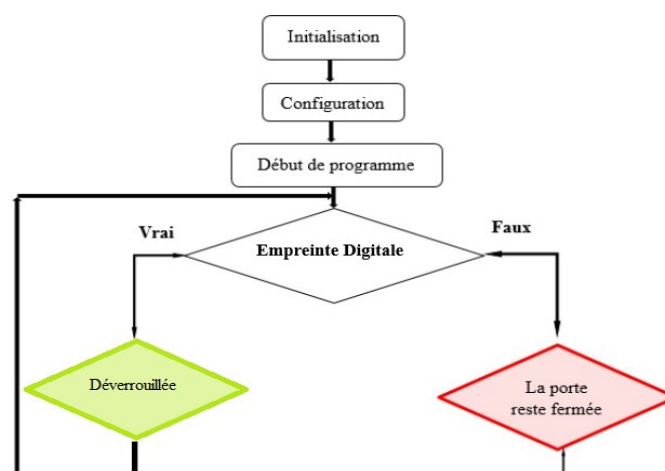 Initialisation
Configuration
Début de programme
Vrai
Faux
Empreinte Digitale
Déverrouillée
La porte
reste fermée